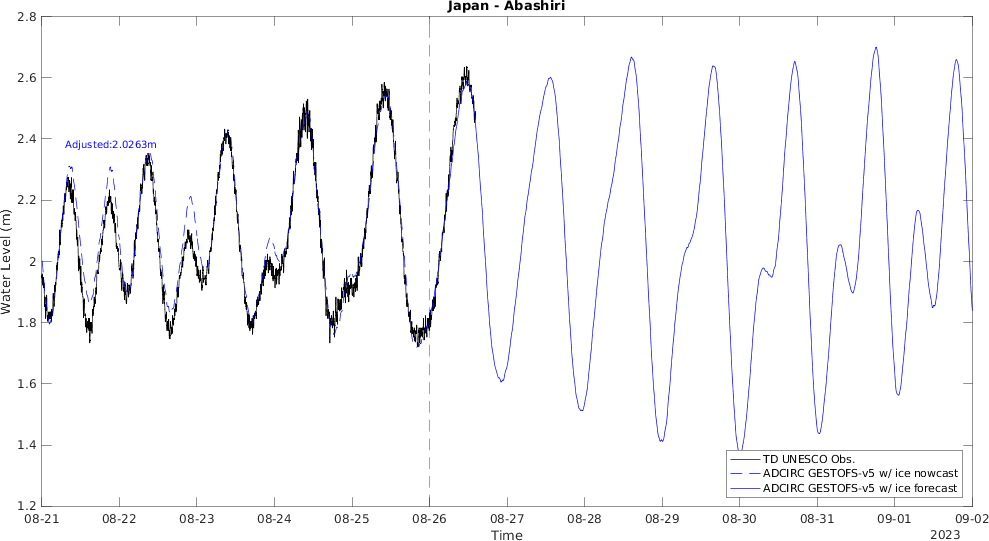 Japan - Abashiri
2.8
2.6
2.4
2.2
2
1.8
1.6
1.4
1.2
Water Level (m)
Adjusted:2.0263m
TD UNESCO Obs.
ADCIRC GESTOFS-v5 w/ ice nowcast
ADCIRC GESTOFS-v5 w/ ice forecast
08-21 08-22 08-23 08-24 08-25 08-26 08-27 08-28 08-29 08-30 08-31 09-01 09-02
Time
2023